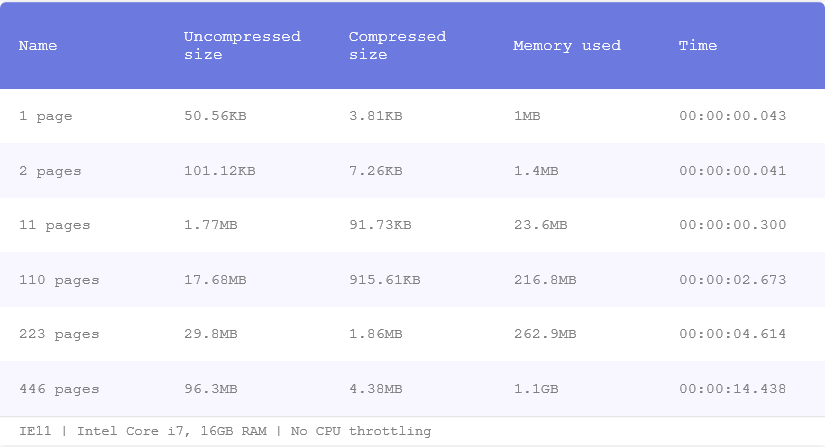 Name Uncompressed size Compressed size Memory used Time
1 page 50.56KB 3.81KB 1MB 00:00:00.043
2 pages 101.12KB 7.26KB 1.4MB 00:00:00.041
11 pages 1.77MB 91.73KB 23.6MB 00:00:00.300
110 pages 17.68MB 915.61KB 216.8MB 00:00:02.673
223 pages 29.8MB 1.86MB 262.9MB 00:00:04.614
446 pages 96.3MB 4.38MB 1.1GB 00:00:14.438
IE11 | Intel Core i7, 16GB RAM | No CPU throttling